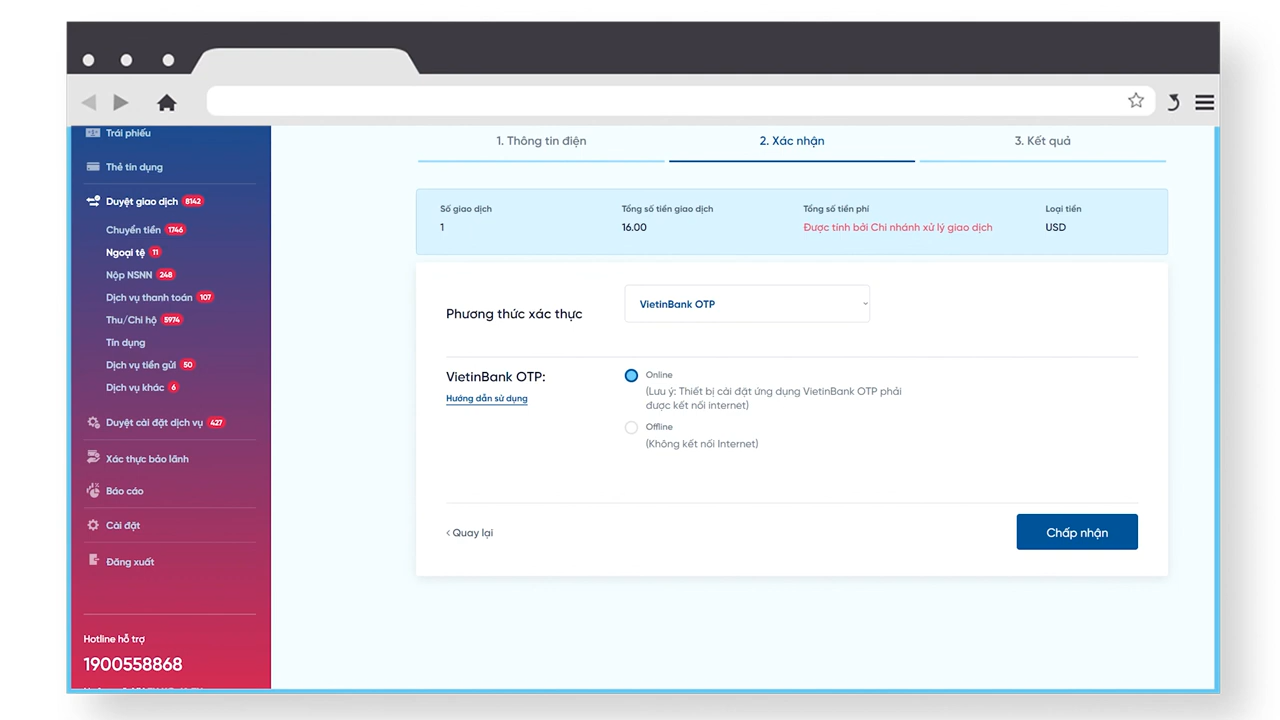 Trái phiếu
Thẻ tín dụng
Duyệt giao dịch 8142
Chuyển tiền 1746
Ngoại tệ 11
Nộp NSNN 248
Dịch vụ thanh toán 107
Thu/Chi hộ 5974
Tín dụng
Dịch vụ tiền gửi 50
Dịch vụ khác 6
Duyệt cài đặt dịch vụ 427
Xác thực bảo lãnh
Báo cáo
Cài đặt
Đăng xuất
Hotline hỗ trợ
1900558868
1. Thông tin điện
2. Xác nhận
3. Kết quả
Số giao dịch
Tổng số tiền giao dịch
Tổng số tiền phí
Loại tiền
1
16.00
Được tính bởi Chi nhánh xử lý giao dịch
USD
Phương thức xác thực
VietinBank OTP
VietinBank OTP:
Hướng dẫn sử dụng
Online
(Lưu ý: Thiết bị cài đặt ứng dụng VietinBank OTP phải
được kết nối internet)
Offline
(Không kết nối Internet)
‹ Quay lại
Chấp nhận